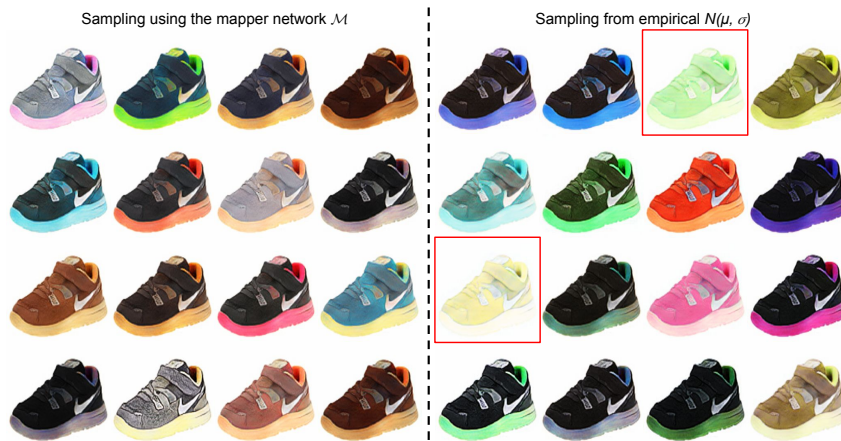 Sampling using the mapper network ℳ
Sampling from empirical N(μ, σ)